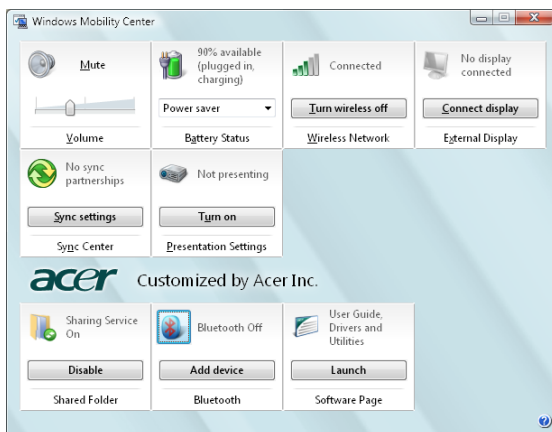 Windows Mobility Center
Mute
Volume
90% available
(plugged in,
charging)
Power saver
Battery Status
Connected
Turn wireless off
Wireless Network
No display
connected
Connect display
External Display
No sync
partnerships
Sync settings
Sync Center
Not presenting
Turn on
Presentation Settings
acer Customized by Acer Inc.
Sharing Service
On
Disable
Shared Folder
Bluetooth Off
Add device
Bluetooth
User Guide,
Drivers and
Utilities
Launch
Software Page